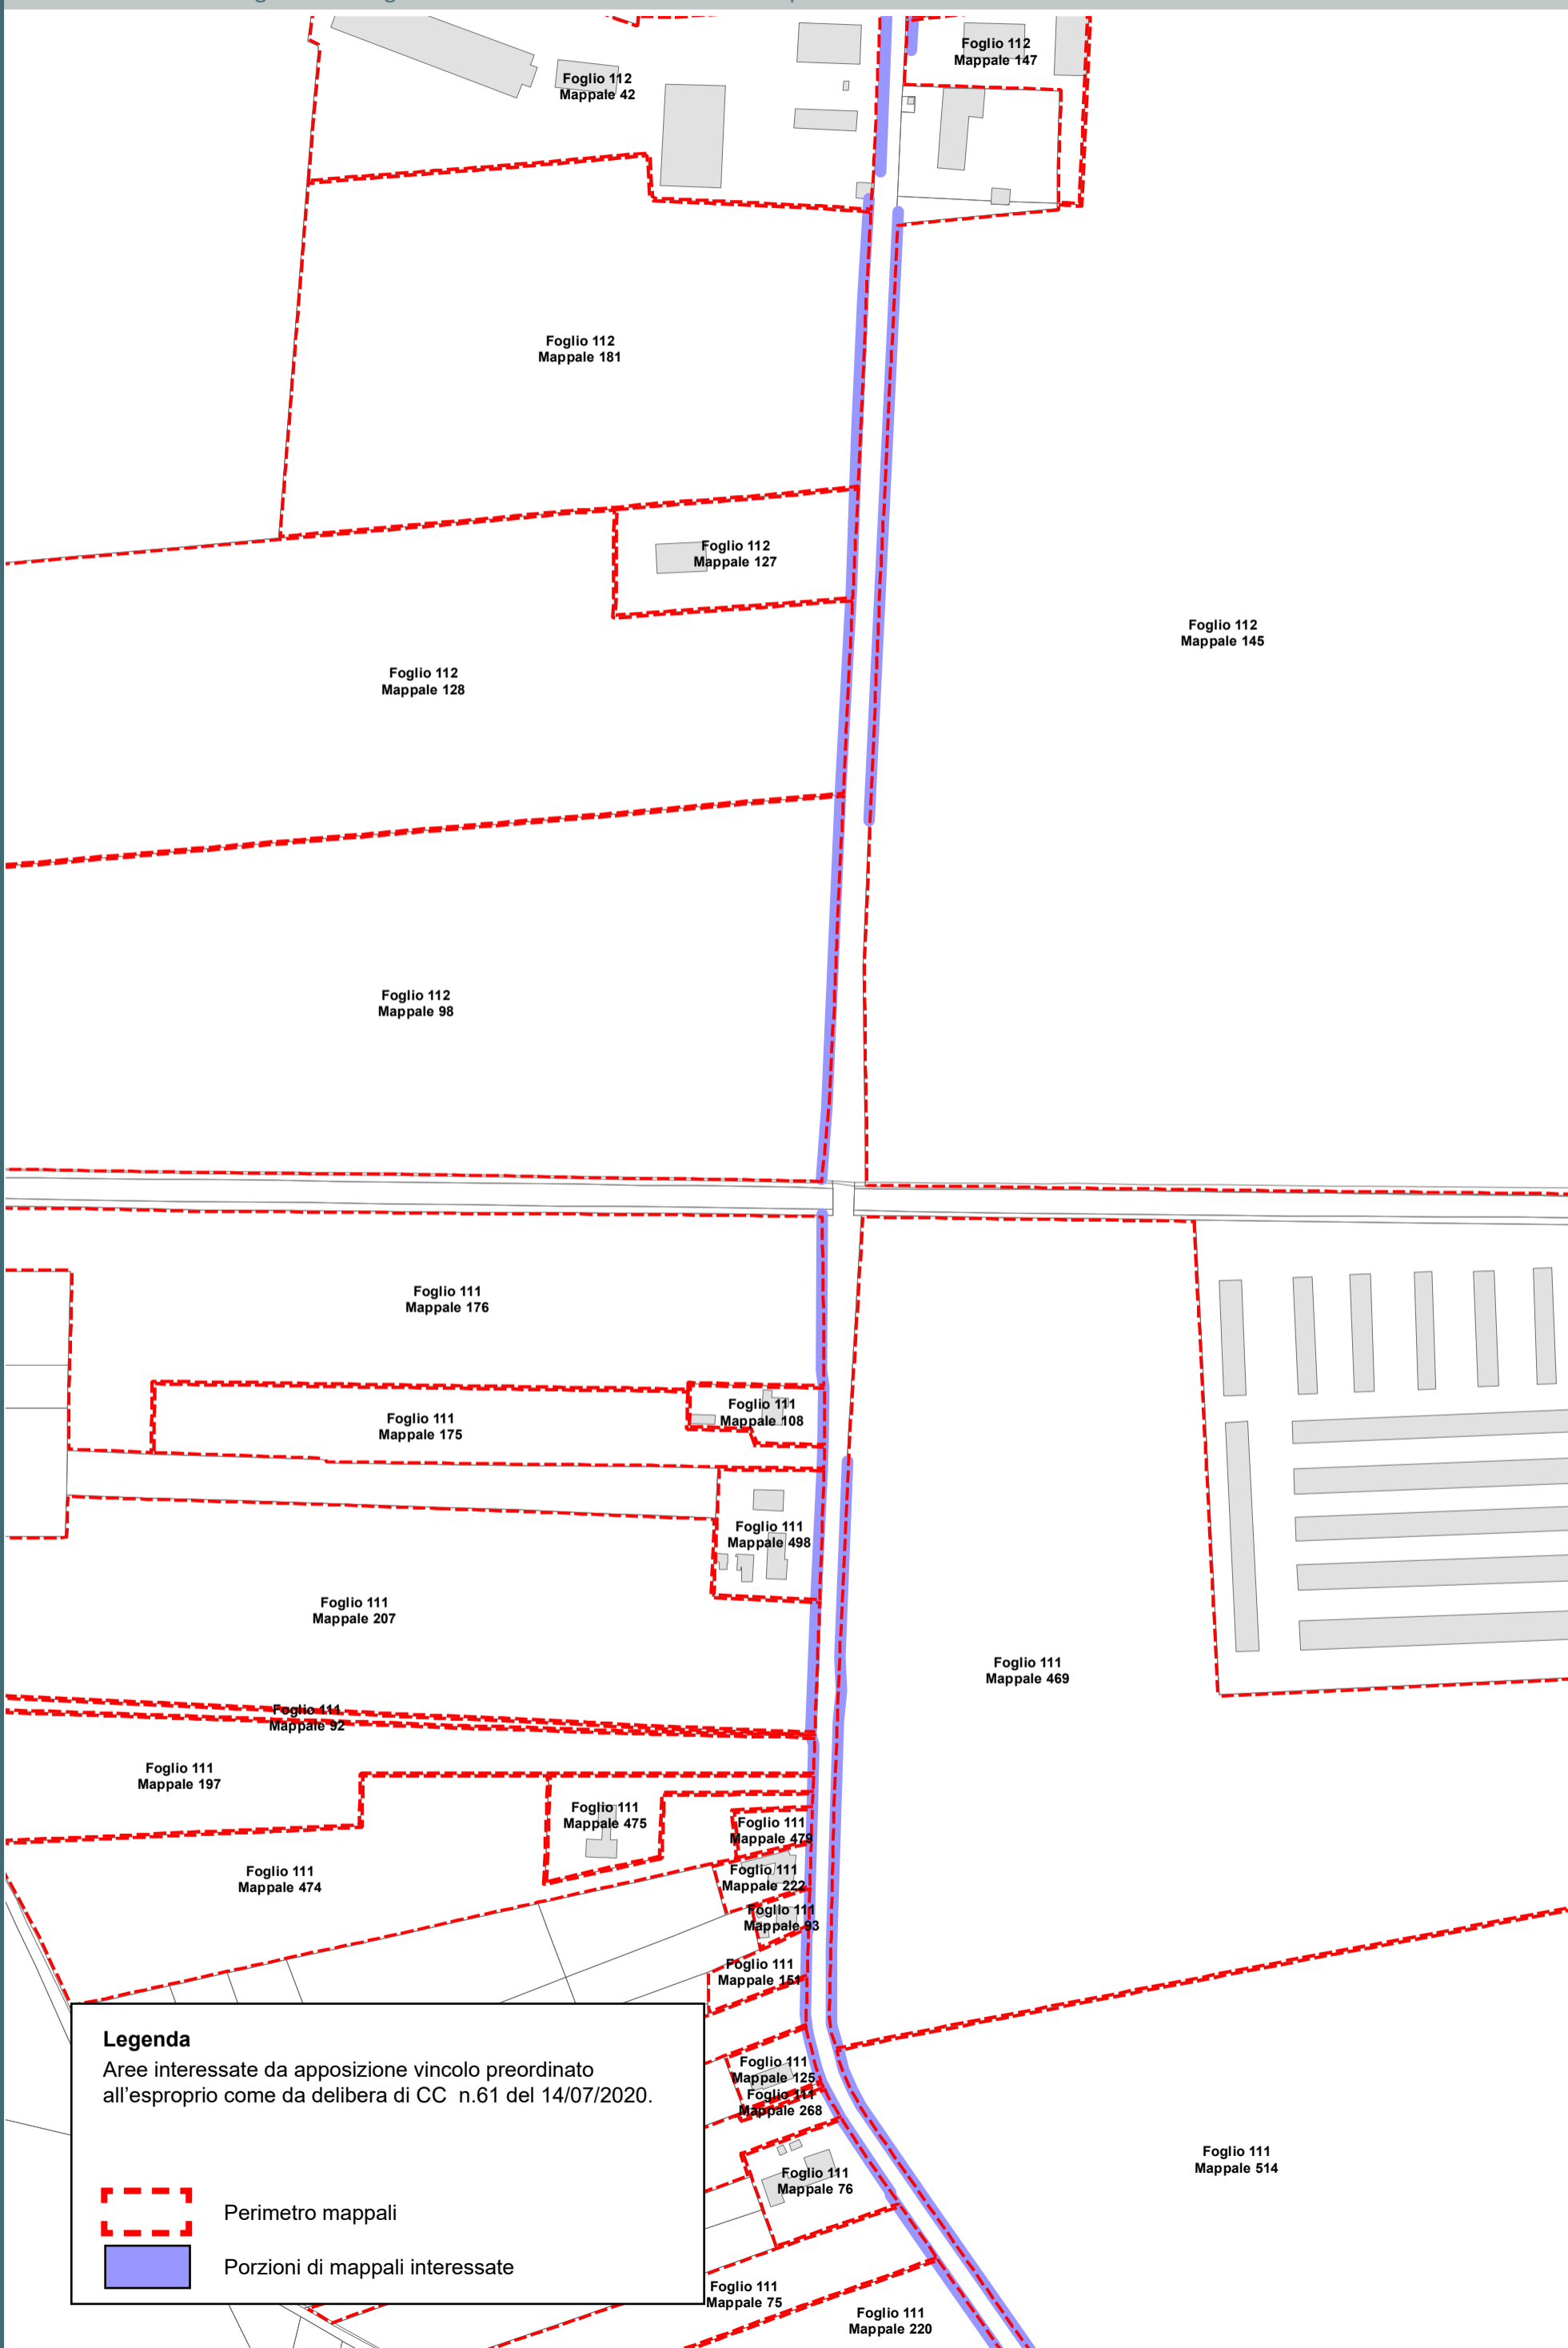 Foglio 112
Mappale 147
Foglio 112
Mappale 42
Foglio 112
Mappale 181
Foglio 112
Mappale 127
Foglio 112
Mappale 145
Foglio 112
Mappale 128
Foglio 112
Mappale 98
Foglio 111
Mappale 176
Foglio 111
Mappale 108
Foglio 111
Mappale 175
Foglio 111
Mappale 498
Foglio 111
Mappale 207
Foglio 111
Mappale 469
Foglio 111
Mappale 92
Foglio 111
Mappale 197
Foglio 111
Mappale 475
Foglio 111
Mappale 479
Foglio 111
Mappale 474
Foglio 111
Mappale 222
Foglio 111
Mappale 93
Foglio 111
Mappale 151
Foglio 111
Mappale 125
Foglio 111
Mappale 268
Foglio 111
Mappale 514
Foglio 111
Mappale 76
Foglio 111
Mappale 75
Foglio 111
Mappale 220
Legenda
Aree interessate da apposizione vincolo preordinato
all'esproprio come da delibera di CC n.61 del 14/07/2020.
Perimetro mappali
Porzioni di mappali interessate